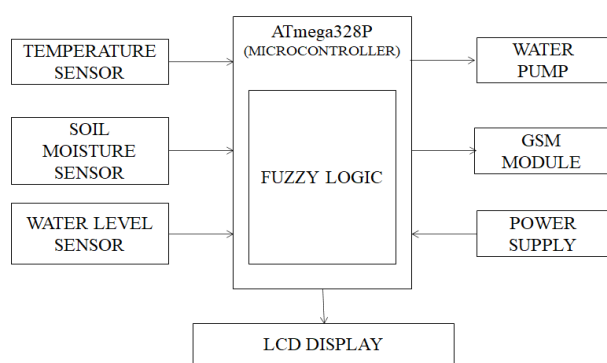 TEMPERATURE
SENSOR
SOIL
MOISTURE
SENSOR
WATER LEVEL
SENSOR
ATmega328P
(MICROCONTROLLER)
FUZZY LOGIC
WATER
PUMP
GSM
MODULE
POWER
SUPPLY
LCD DISPLAY